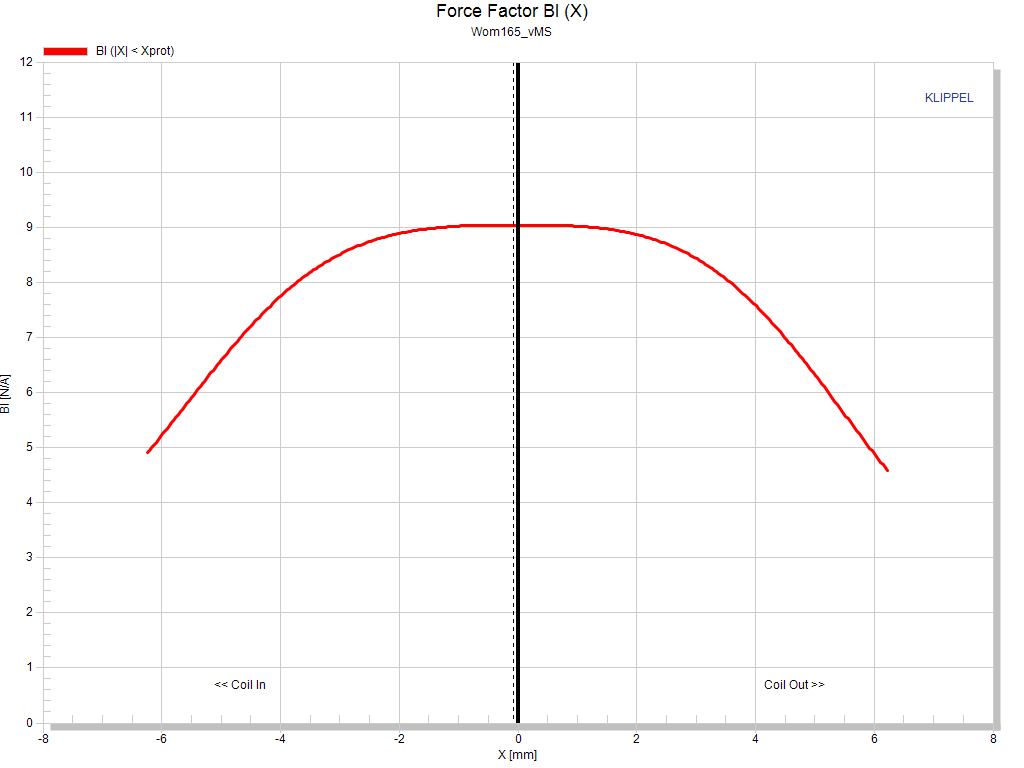 Force Factor Bl (X)
Wom165_vMS
Bl (|X| < Xprot)
KLIPPEL
12
11
10
9
8
7
6
5
4
3
2
1
0
Bl [N/A]
<< Coil In
Coil Out >>
-8 -6 -4 -2 0 2 4 6 8
X [mm]